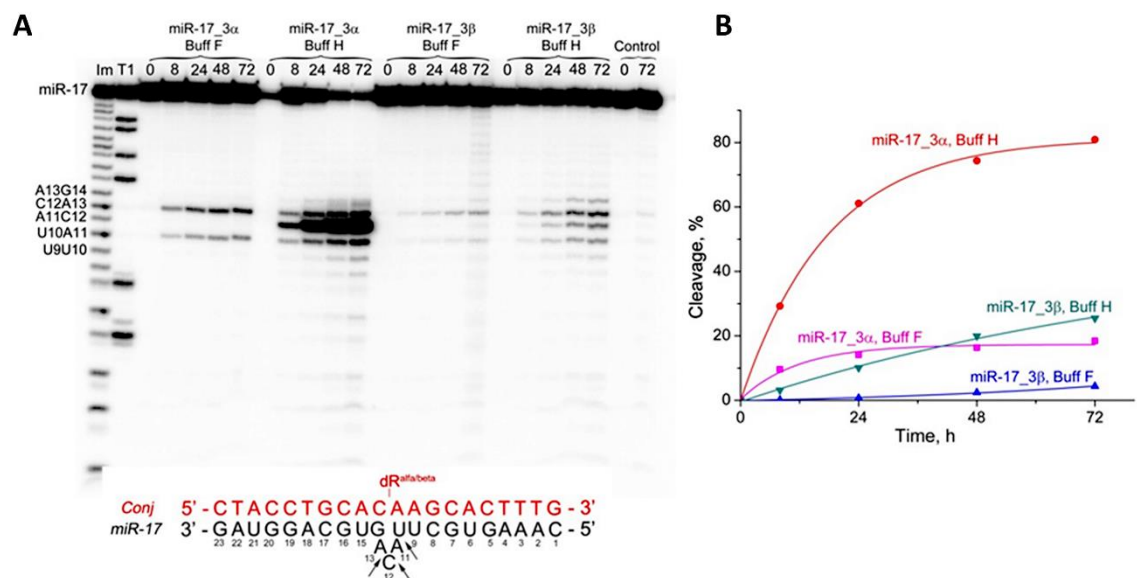 A
miR-17_3α miR-17_3α miR-17_3β miR-17_3β
Buff F Buff H Buff F Buff H Control
Im T1 0 8 24 48 72 0 8 24 48 72 0 8 24 48 72 0 8 24 48 72 0 72
miR-17
A13G14
C12A13
A11C12
U10A11
U9U10
dRalfa/beta
Conj 5' - CTACCTGCACAAGCACTTTG - 3'
miR-17 3' - GAUGGACGUGUUCGUGAAAC - 5'
23 22 21 20 19 18 17 16 15 9 8 7 6 5 4 3 2 1
A A
13 11
C
12
B
80
60
40
20
0
Cleavage, %
miR-17_3α, Buff H
miR-17_3β, Buff H
miR-17_3α, Buff F
miR-17_3β, Buff F
0 24 48 72
Time, h